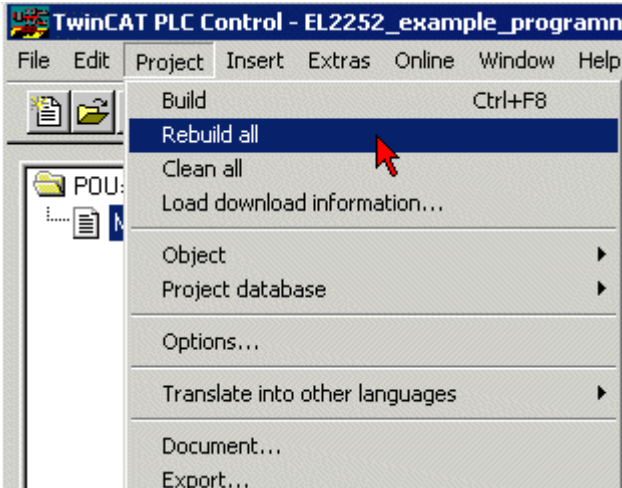 TwinCAT PLC Control - EL2252_example_programn
File Edit Project Insert Extras Online Window Help
Build Ctrl+F8
Rebuild all
Clean all
POU:
Load download information...
Object
Project database
Options...
Translate into other languages
Document...
Export...